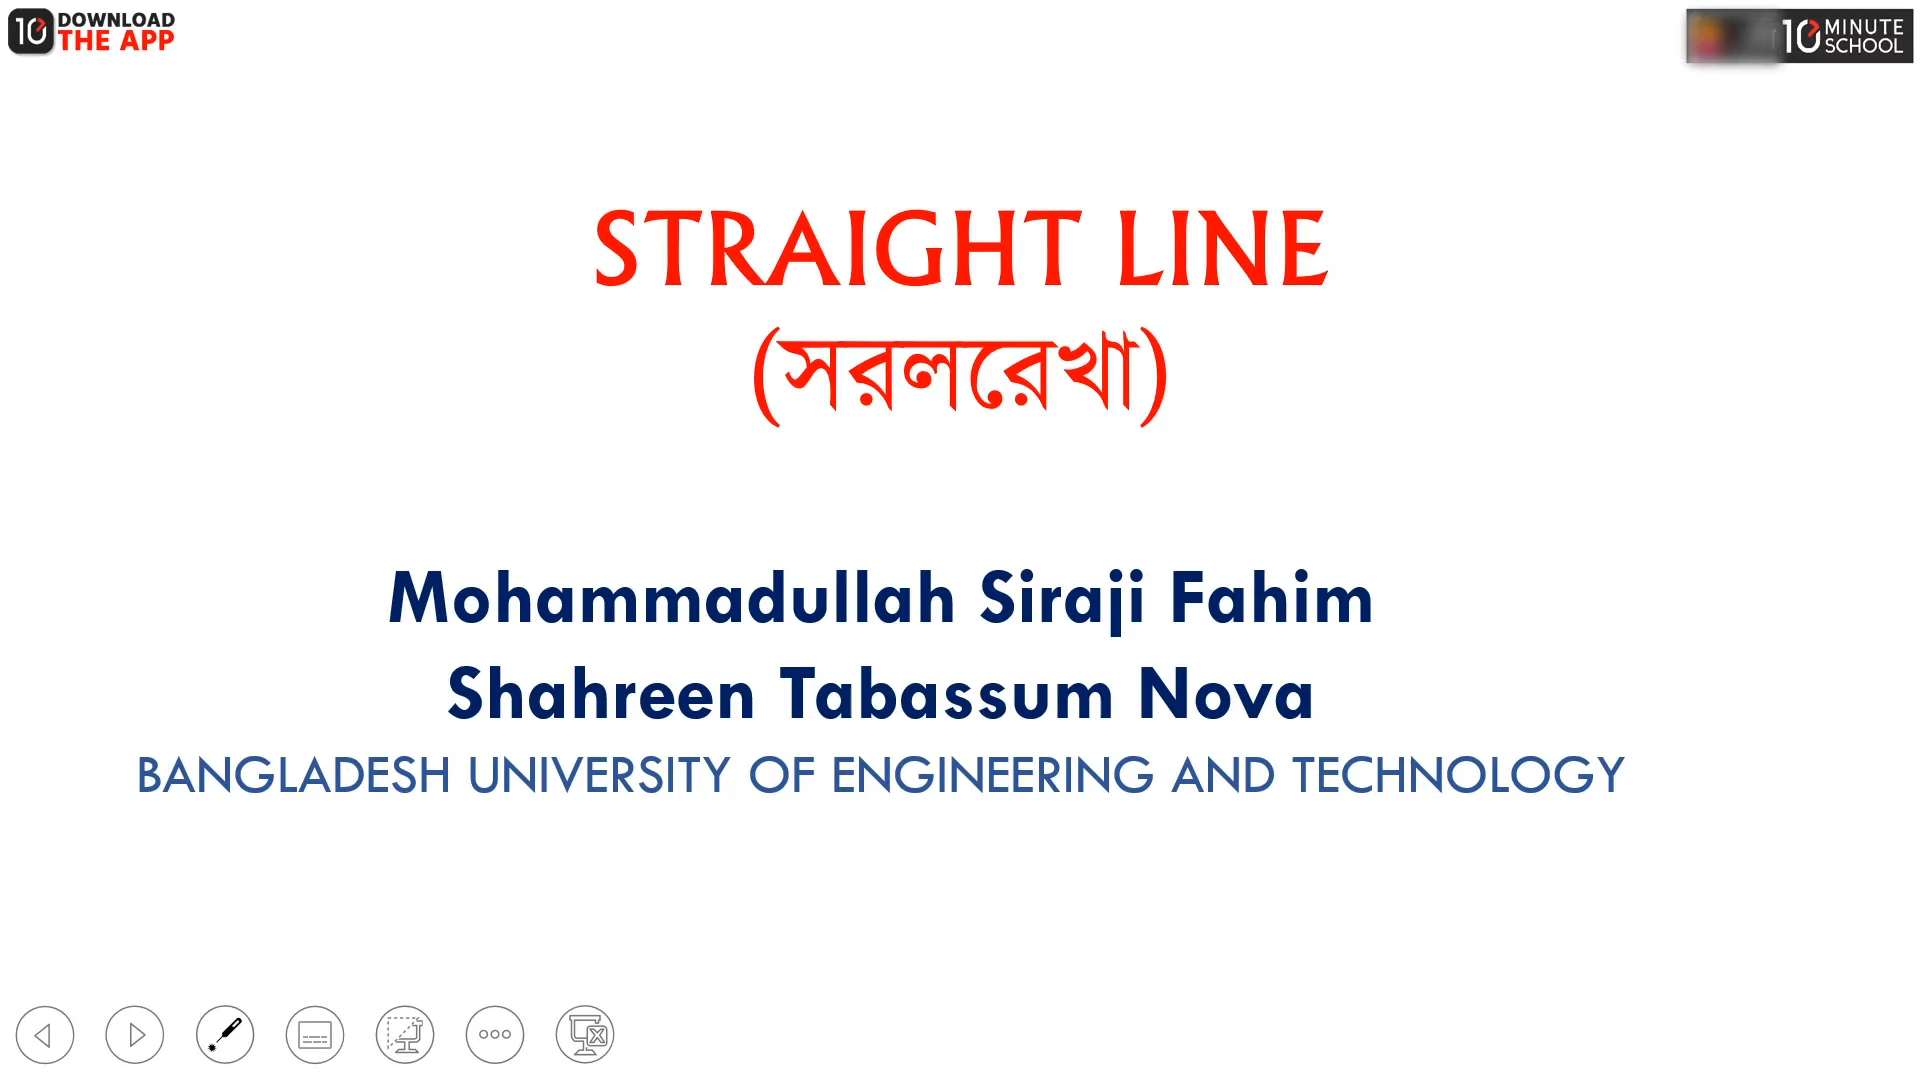 10 DOWNLOAD
THE APP
10 MINUTE
SCHOOL
STRAIGHT LINE
(সরলরেখা)
Mohammadullah Siraji Fahim
Shahreen Tabassum Nova
BANGLADESH UNIVERSITY OF ENGINEERING AND TECHNOLOGY